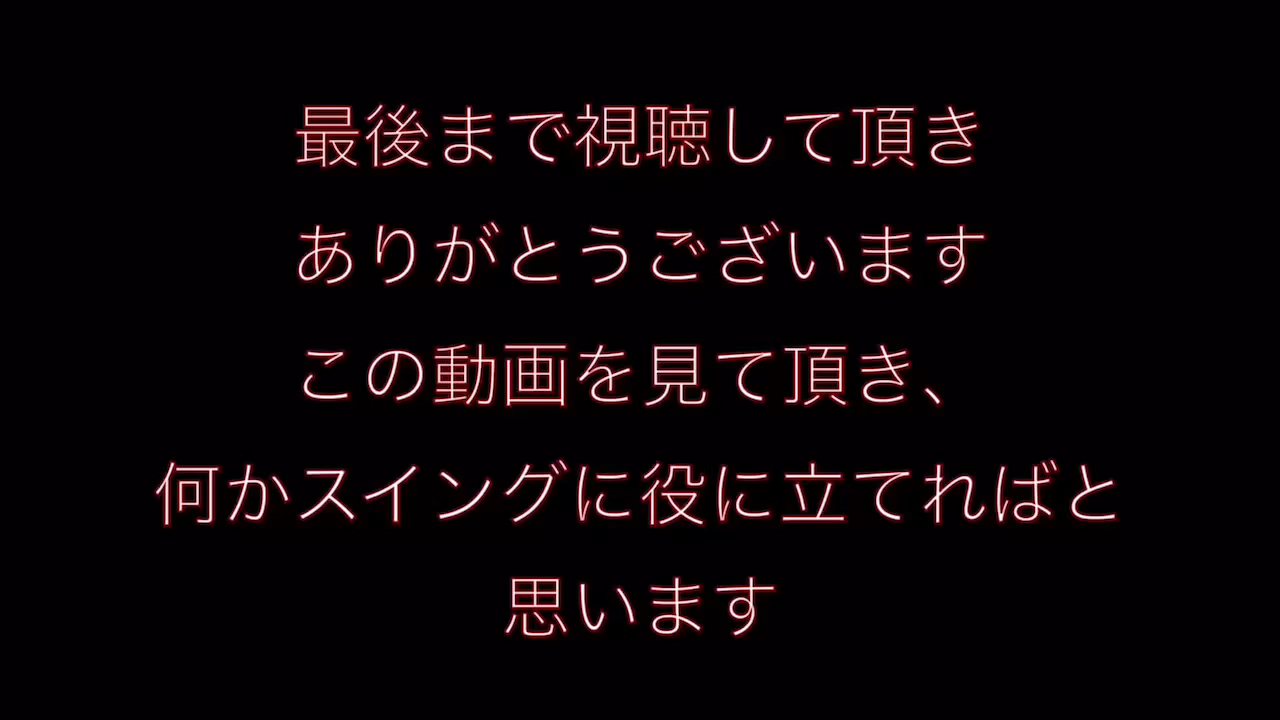 最後まで視聴して頂き
ありがとうございます
この動画を見て頂き、
何かスイングに役に立てればと
思います